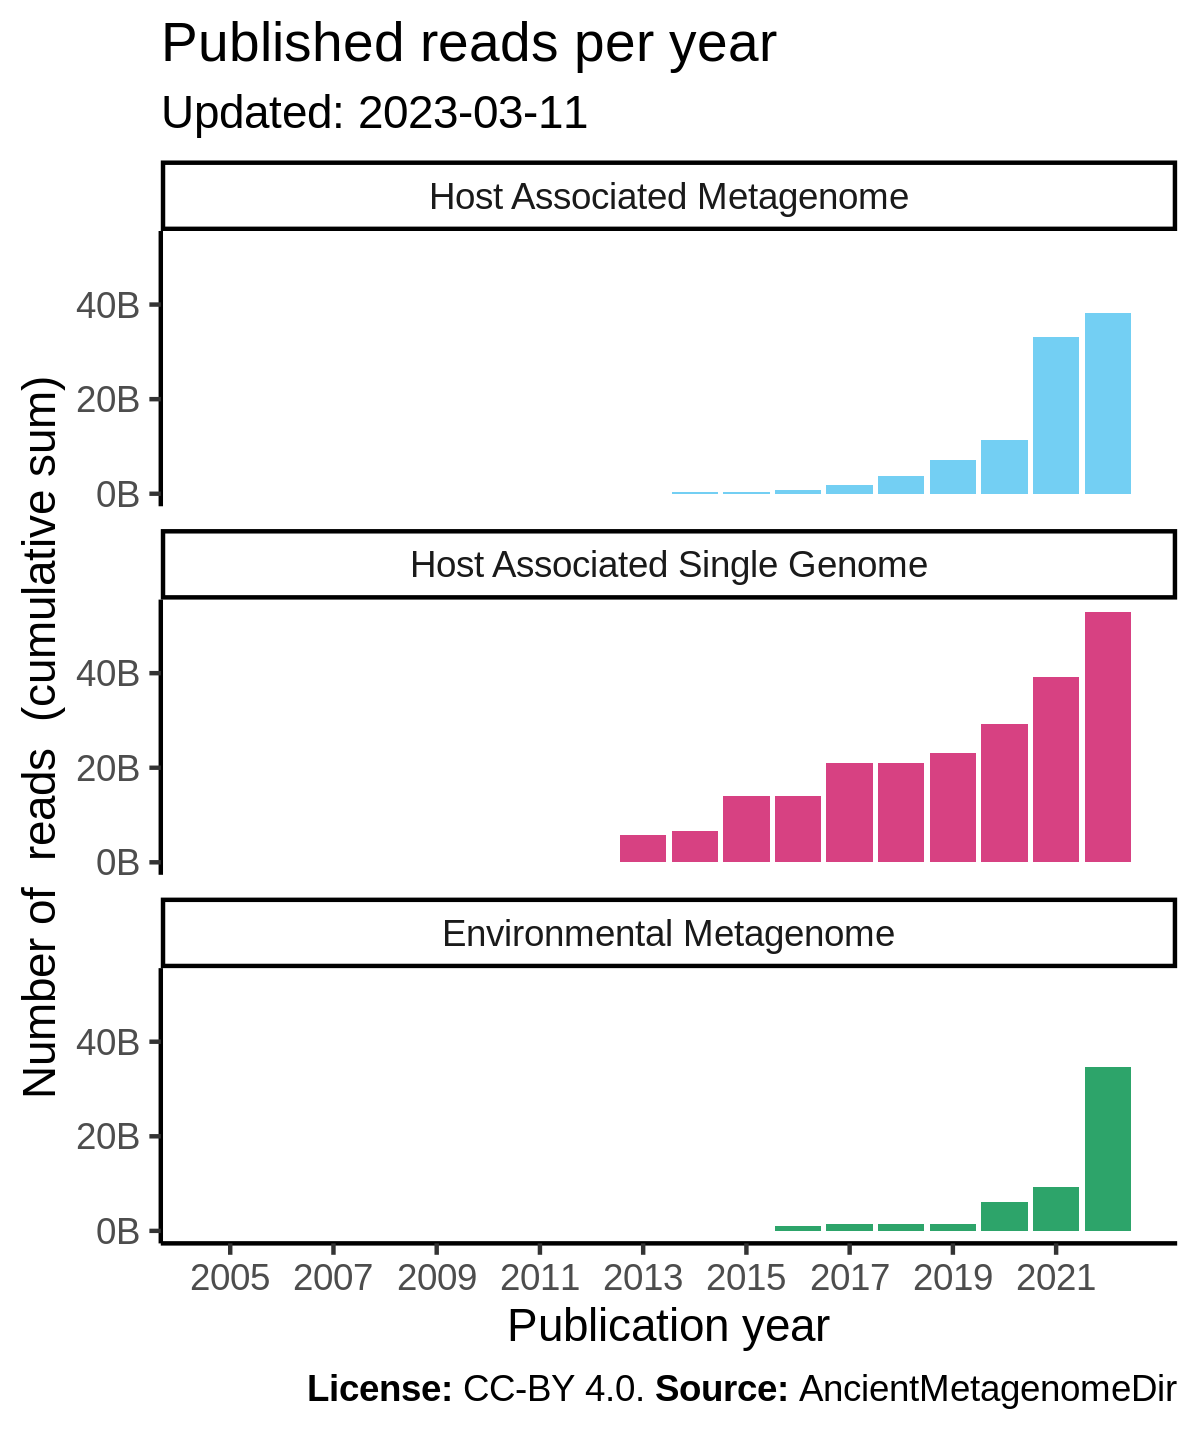 Published reads per year
Updated: 2023-03-11
Host Associated Metagenome
40B
20B
0B
Host Associated Single Genome
40B
20B
0B
Environmental Metagenome
40B
20B
0B
Number of  reads  (cumulative sum)
2005 2007 2009 2011 2013 2015 2017 2019 2021
Publication year
License: CC-BY 4.0. Source: AncientMetagenomeDir